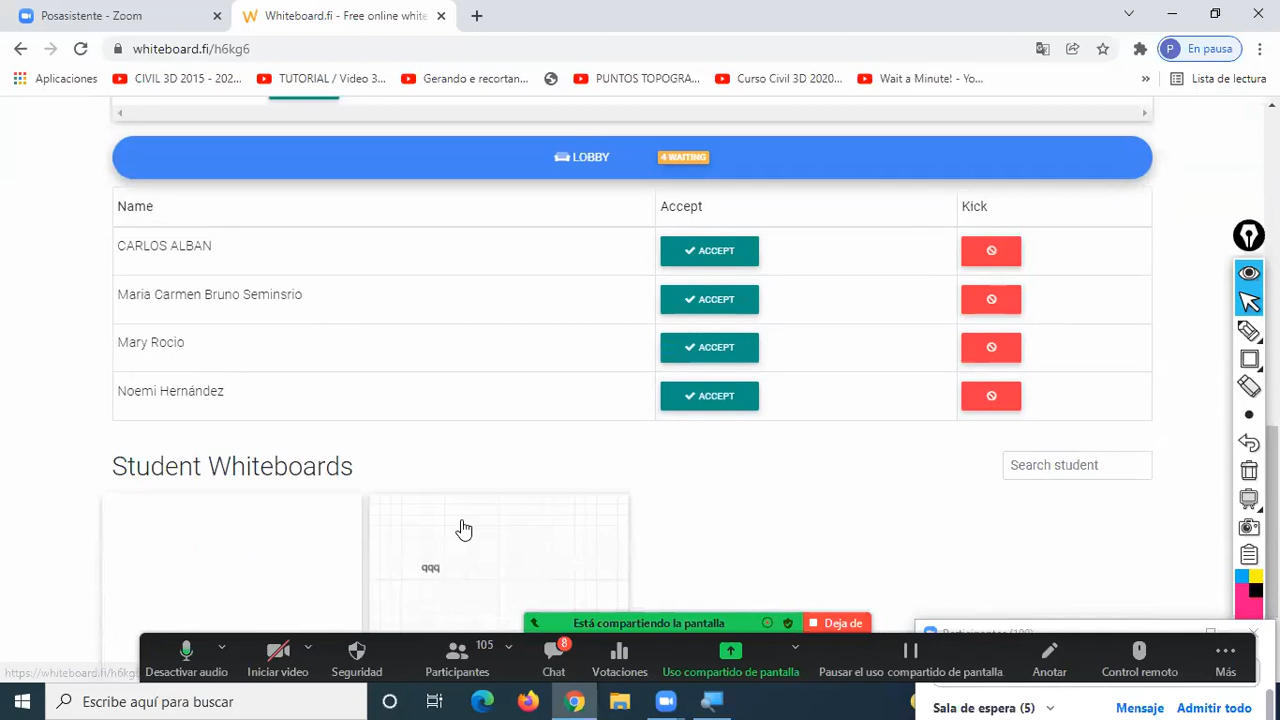 Posasistente - Zoom
Whiteboard.fi - Free online white
whiteboard.fi/h6kg6
En pausa
Aplicaciones
CIVIL 3D 2015 - 202...
TUTORIAL / Video 3...
Gerando e recortan...
PUNTOS TOPOGRA...
Curso Civil 3D 2020...
Wait a Minute! - Yo...
Lista de lectura
LOBBY 4 WAITING
Name Accept Kick
CARLOS ALBAN ACCEPT
Maria Carmen Bruno Seminsrio ACCEPT
Mary Rocio ACCEPT
Noemi Hernández ACCEPT
Student Whiteboards
Search student
qqq
Está compartiendo la pantalla
Deja de
105
8
Desactivar audio
Iniciar video
Seguridad
Participantes
Chat
Votaciones
Uso compartido de pantalla
Pausar el uso compartido de pantalla
Anotar
Control remoto
Más
https://whiteboard.fi/h6kg
Escribe aquí para buscar
Sala de espera (5)
Mensaje
Admitir todo